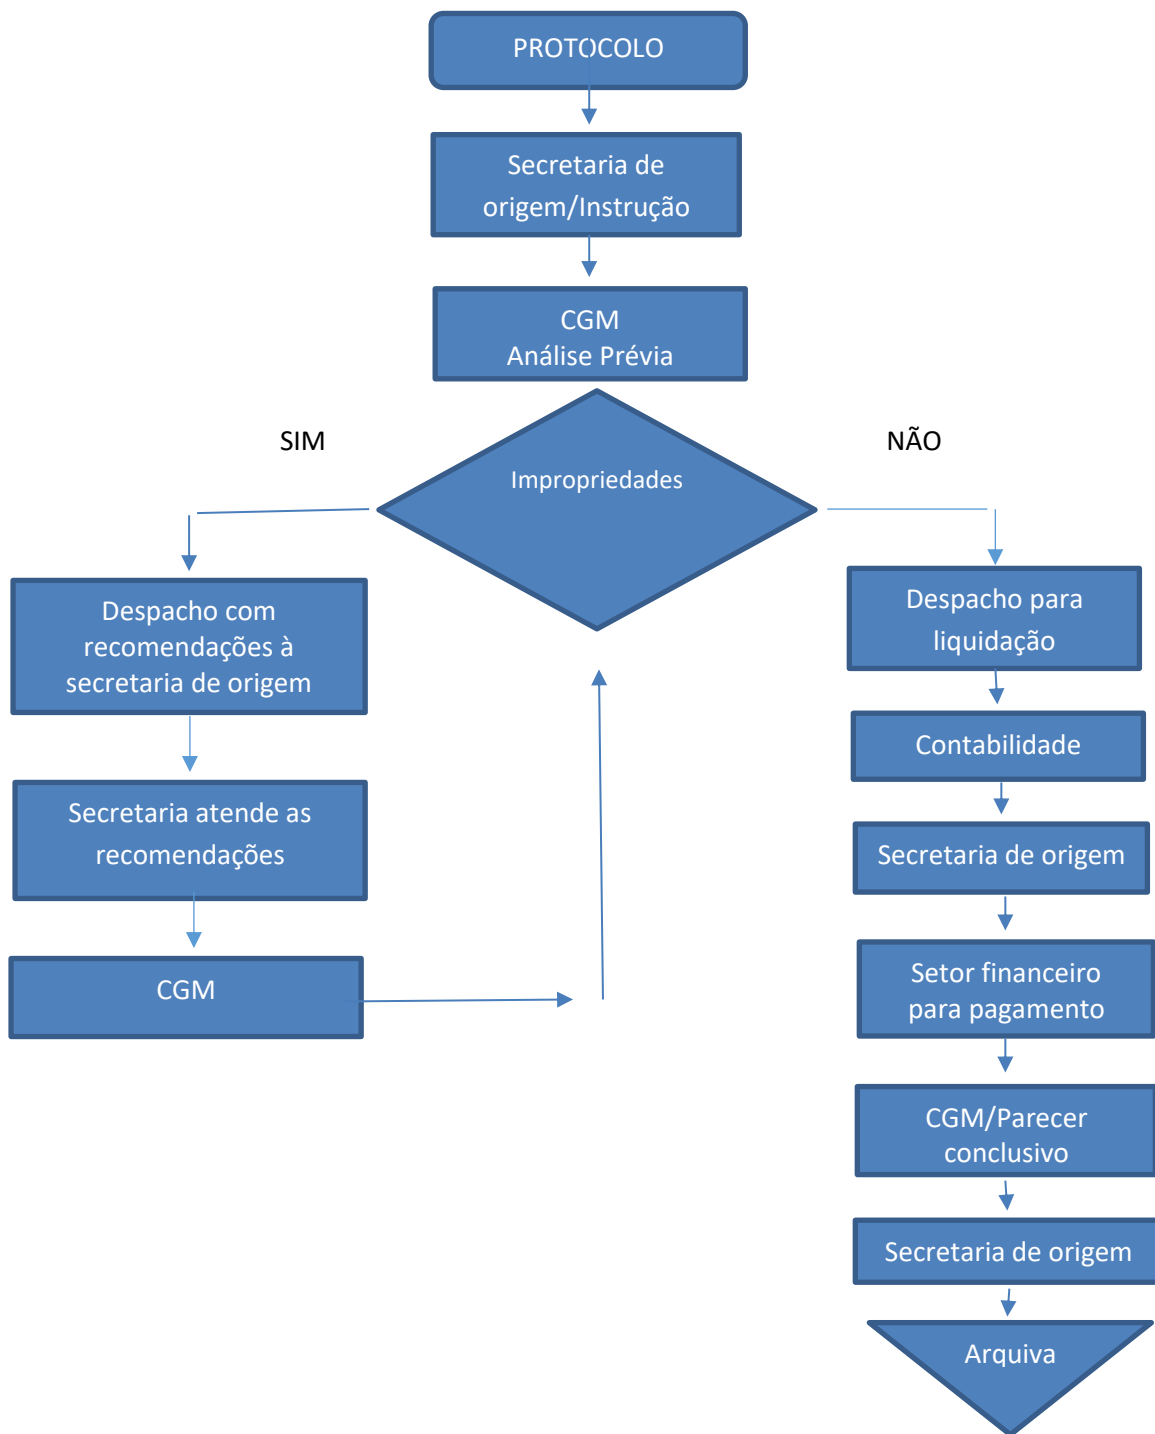 PROTOCOLO
Secretaria de
origem/Instrução
CGM
Análise Prévia
SIM
NÃO
Impropriedades
Despacho com
recomendações à
secretaria de origem
Secretaria atende as
recomendações
CGM
Despacho para
liquidação
Contabilidade
Secretaria de origem
Setor financeiro
para pagamento
CGM/Parecer
conclusivo
Secretaria de origem
Arquiva